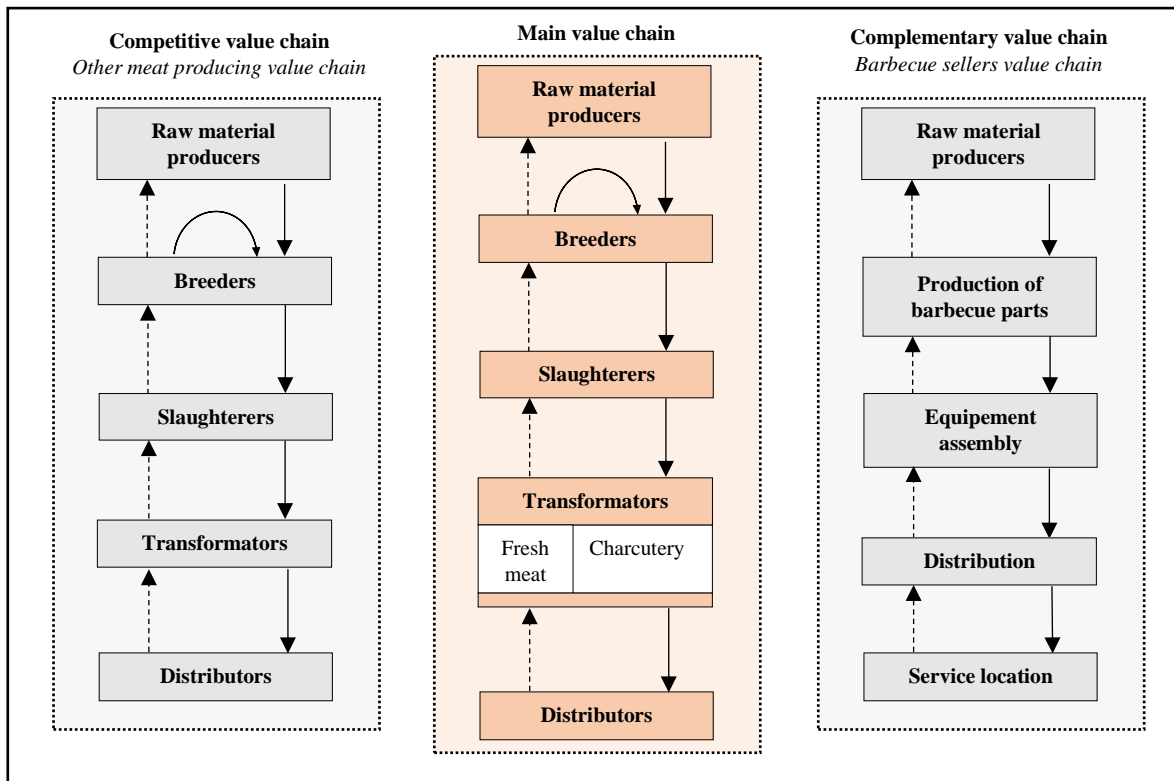 Competitive value chain
Other meat producing value chain
Raw material
producers
Breeders
Slaughterers
Transformators
Distributors
Main value chain
Raw material
producers
Breeders
Slaughterers
Transformators
Fresh
meat
Charcutery
Distributors
Complementary value chain
Barbecue sellers value chain
Raw material
producers
Production of
barbecue parts
Equipement
assembly
Distribution
Service location